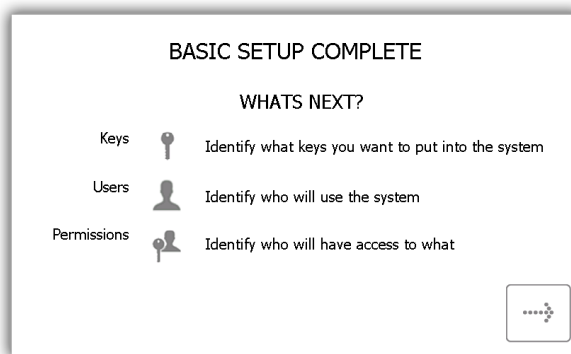 BASIC SETUP COMPLETE
WHATS NEXT?
Keys Identify what keys you want to put into the system
Users Identify who will use the system
Permissions Identify who will have access to what